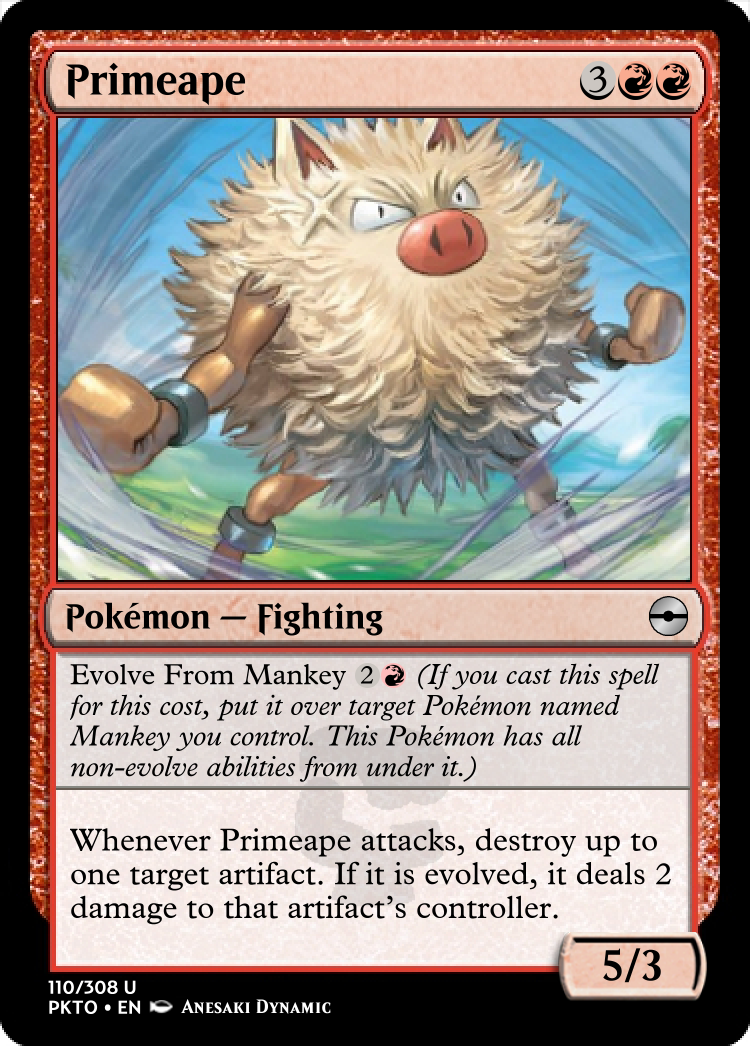 Primeape 3
Pokémon — Fighting
Evolve From Mankey 2 (If you cast this spell
for this cost, put it over target Pokémon named
Mankey you control. This Pokémon has all
non-evolve abilities from under it.)
Whenever Primeape attacks, destroy up to
one target artifact. If it is evolved, it deals 2
damage to that artifact's controller.
5/3
110/308 U
PKTO • EN Anesaki Dynamic